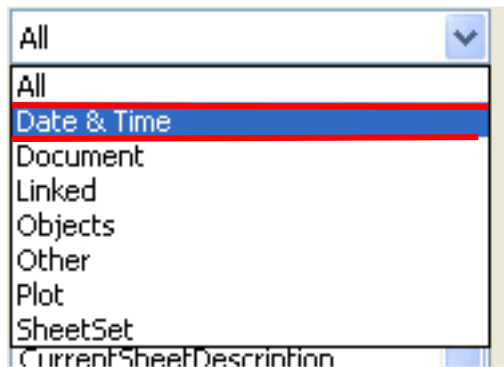 All
All
Date & Time
Document
Linked
Objects
Other
Plot
SheetSet
CurrentSheetDescription